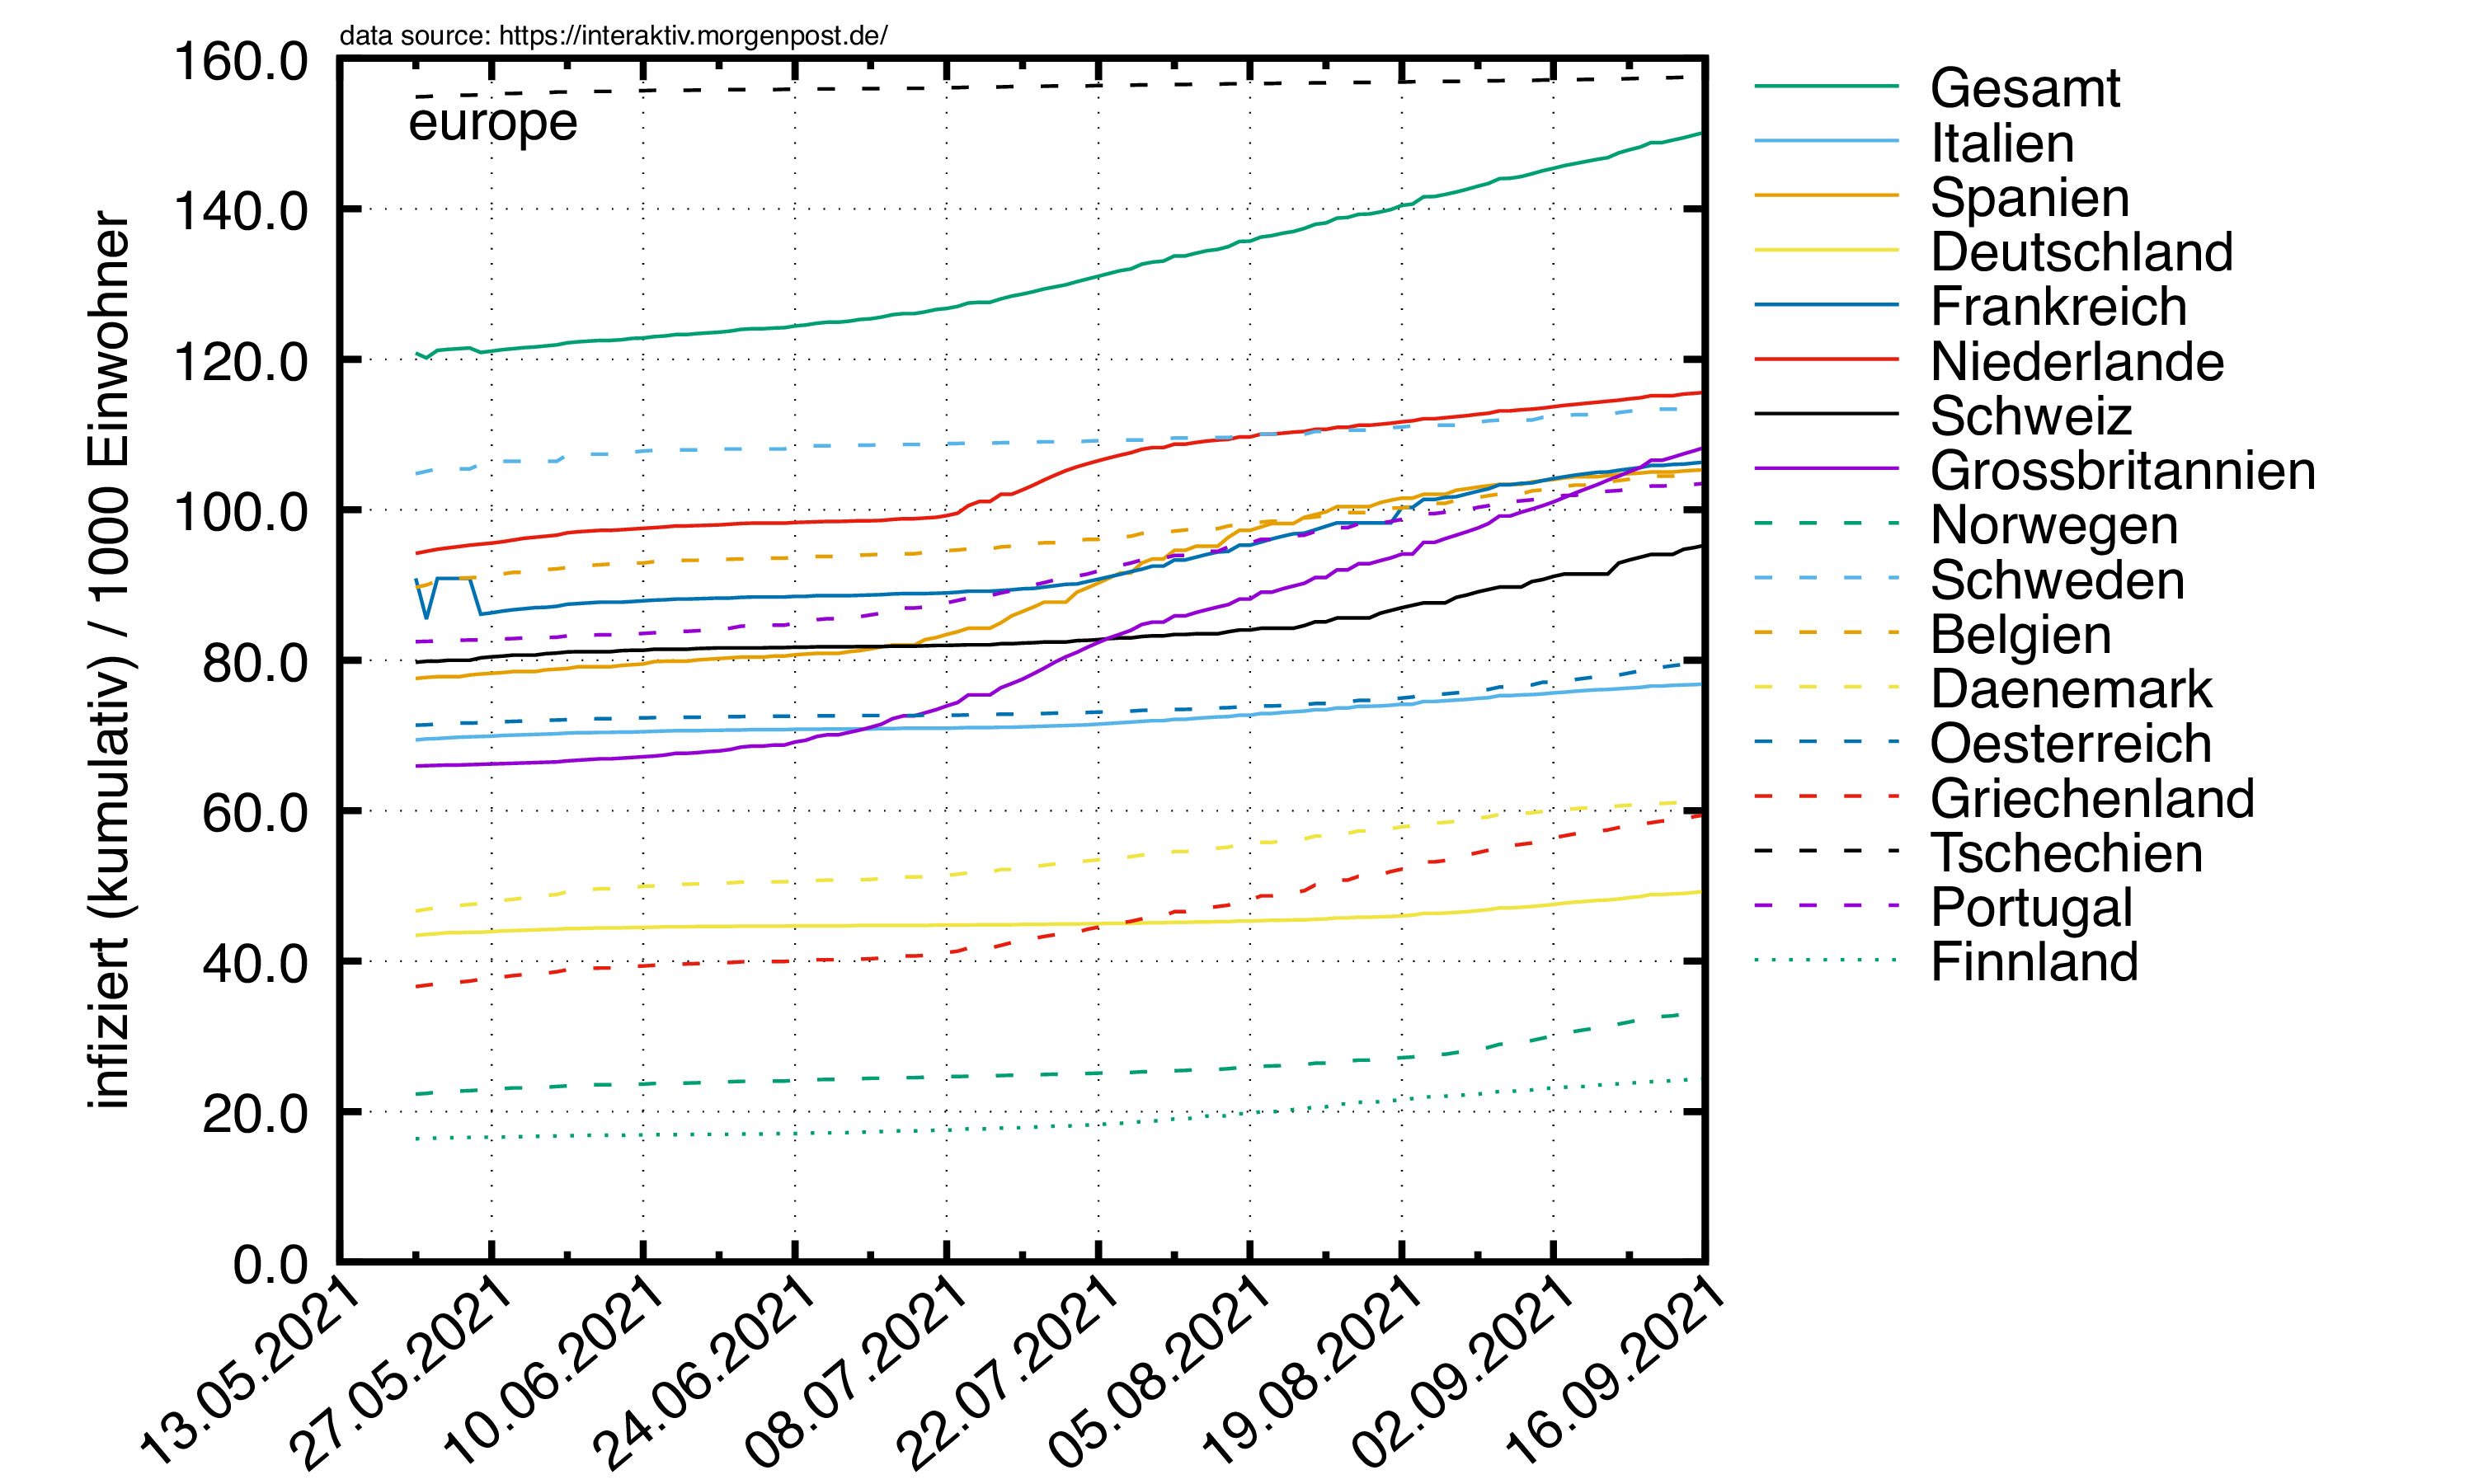 data source: https://interaktiv.morgenpost.de/
europe
infiziert (kumulativ) / 1000 Einwohner
160.0
140.0
120.0
100.0
80.0
60.0
40.0
20.0
0.0
13.05.2021
27.05.2021
10.06.2021
24.06.2021
08.07.2021
22.07.2021
05.08.2021
19.08.2021
02.09.2021
16.09.2021
Gesamt
Italien
Spanien
Deutschland
Frankreich
Niederlande
Schweiz
Grossbritannien
Norwegen
Schweden
Belgien
Daenemark
Oesterreich
Griechenland
Tschechien
Portugal
Finnland